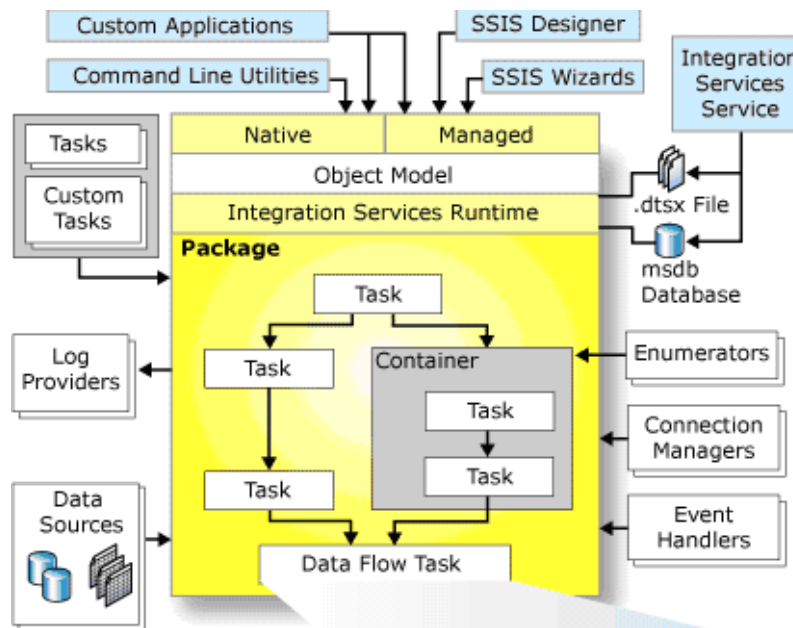 Custom Applications
SSIS Designer
Command Line Utilities
SSIS Wizards
Integration
Services
Service
Native
Managed
Tasks
Object Model
Custom
Tasks
Integration Services Runtime
.dtsx File
Package
msdb
Database
Task
Log
Providers
Task
Container
Enumerators
Task
Connection
Managers
Task
Task
Data
Sources
Event
Handlers
Data Flow Task